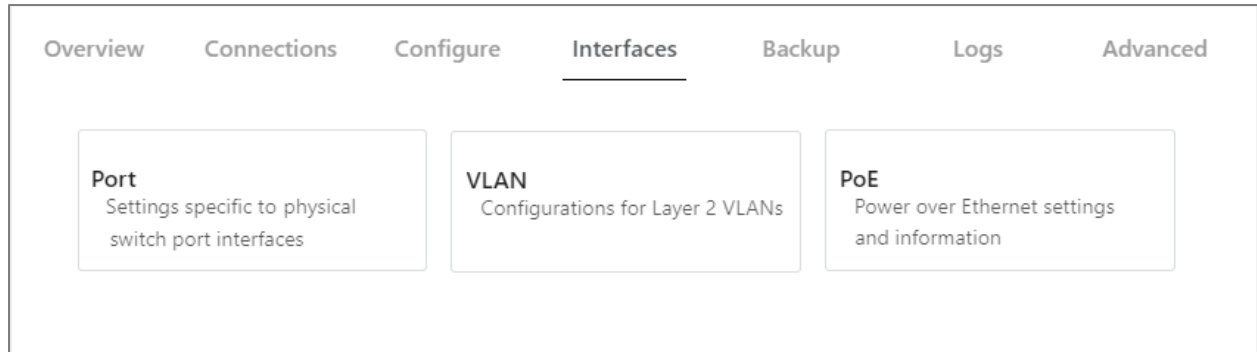 Overview Connections Configure Interfaces Backup Logs Advanced
Port
Settings specific to physical
switch port interfaces
VLAN
Configurations for Layer 2 VLANs
PoE
Power over Ethernet settings
and information